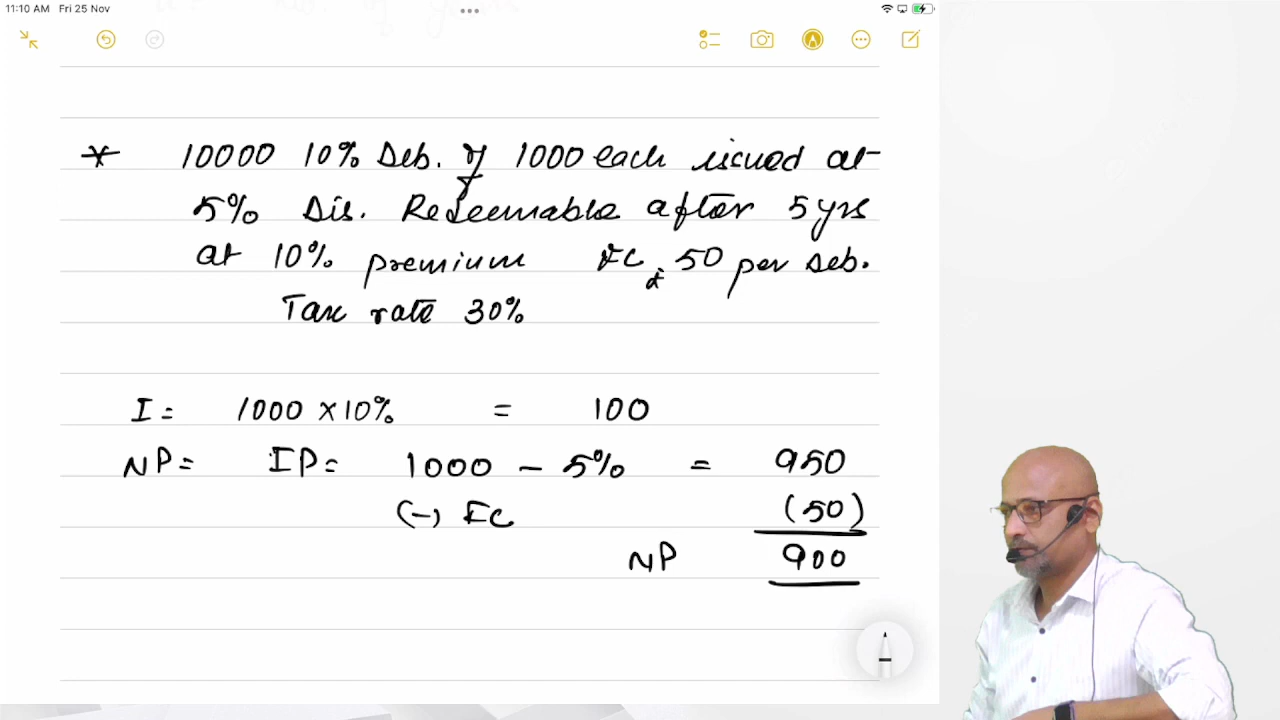 11:10 AM Fri 25 Nov
* 10000 10% Deb. of 1000 each issued at
5% Dis. Redeemable after 5 yrs
at 10% premium FC 50 per deb.
Tax rate 30%
I = 1000 × 10% = 100
NP = IP = 1000 - 5% = 950
(-) FC (50)
NP 900